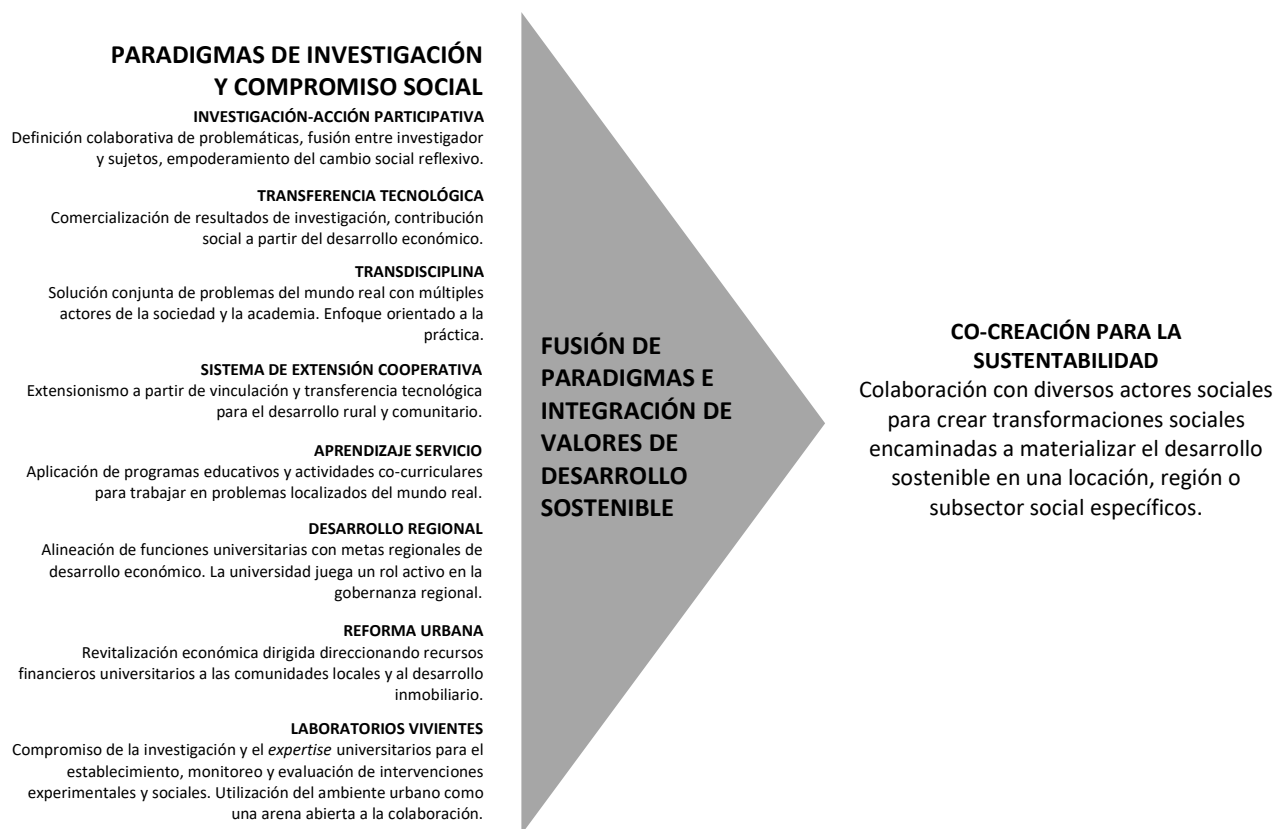 PARADIGMAS DE INVESTIGACIÓN
Y COMPROMISO SOCIAL
INVESTIGACIÓN-ACCIÓN PARTICIPATIVA
Definición colaborativa de problemáticas, fusión entre investigador
y sujetos, empoderamiento del cambio social reflexivo.
TRANSFERENCIA TECNOLÓGICA
Comercialización de resultados de investigación, contribución
social a partir del desarrollo económico.
TRANSDISCIPLINA
Solución conjunta de problemas del mundo real con múltiples
actores de la sociedad y la academia. Enfoque orientado a la
práctica.
SISTEMA DE EXTENSIÓN COOPERATIVA
Extensionismo a partir de vinculación y transferencia tecnológica
para el desarrollo rural y comunitario.
APRENDIZAJE SERVICIO
Aplicación de programas educativos y actividades co-curriculares
para trabajar en problemas localizados del mundo real.
DESARROLLO REGIONAL
Alineación de funciones universitarias con metas regionales de
desarrollo económico. La universidad juega un rol activo en la
gobernanza regional.
REFORMA URBANA
Revitalización económica dirigida direccionando recursos
financieros universitarios a las comunidades locales y al desarrollo
inmobiliario.
LABORATORIOS VIVIENTES
Compromiso de la investigación y el expertise universitarios para el
establecimiento, monitoreo y evaluación de intervenciones
experimentales y sociales. Utilización del ambiente urbano como
una arena abierta a la colaboración.
FUSIÓN DE
PARADIGMAS E
INTEGRACIÓN DE
VALORES DE
DESARROLLO
SOSTENIBLE
CO-CREACIÓN PARA LA
SUSTENTABILIDAD
Colaboración con diversos actores sociales
para crear transformaciones sociales
encaminadas a materializar el desarrollo
sostenible en una locación, región o
subsector social específicos.